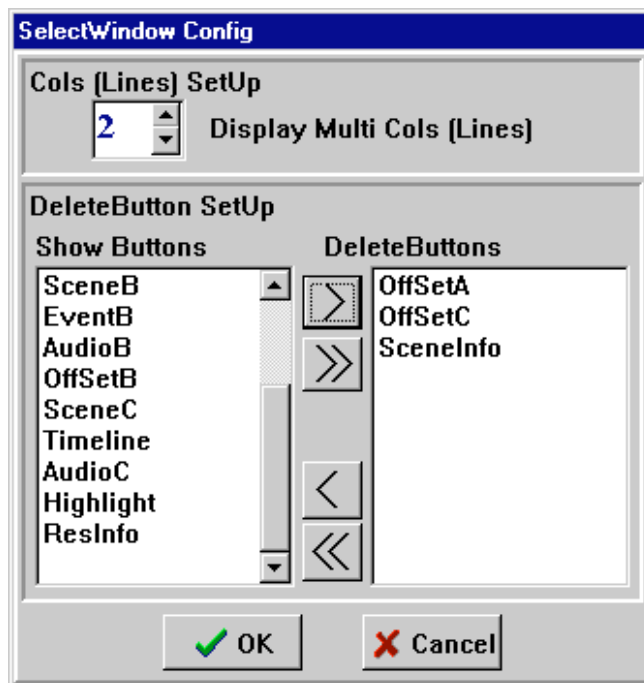 SelectWindow Config
Cols (Lines) SetUp
2
Display Multi Cols (Lines)
DeleteButton SetUp
Show Buttons
SceneB
EventB
AudioB
OffSetB
SceneC
Timeline
AudioC
Highlight
ResInfo
DeleteButtons
OffSetA
OffSetC
SceneInfo
OK
Cancel